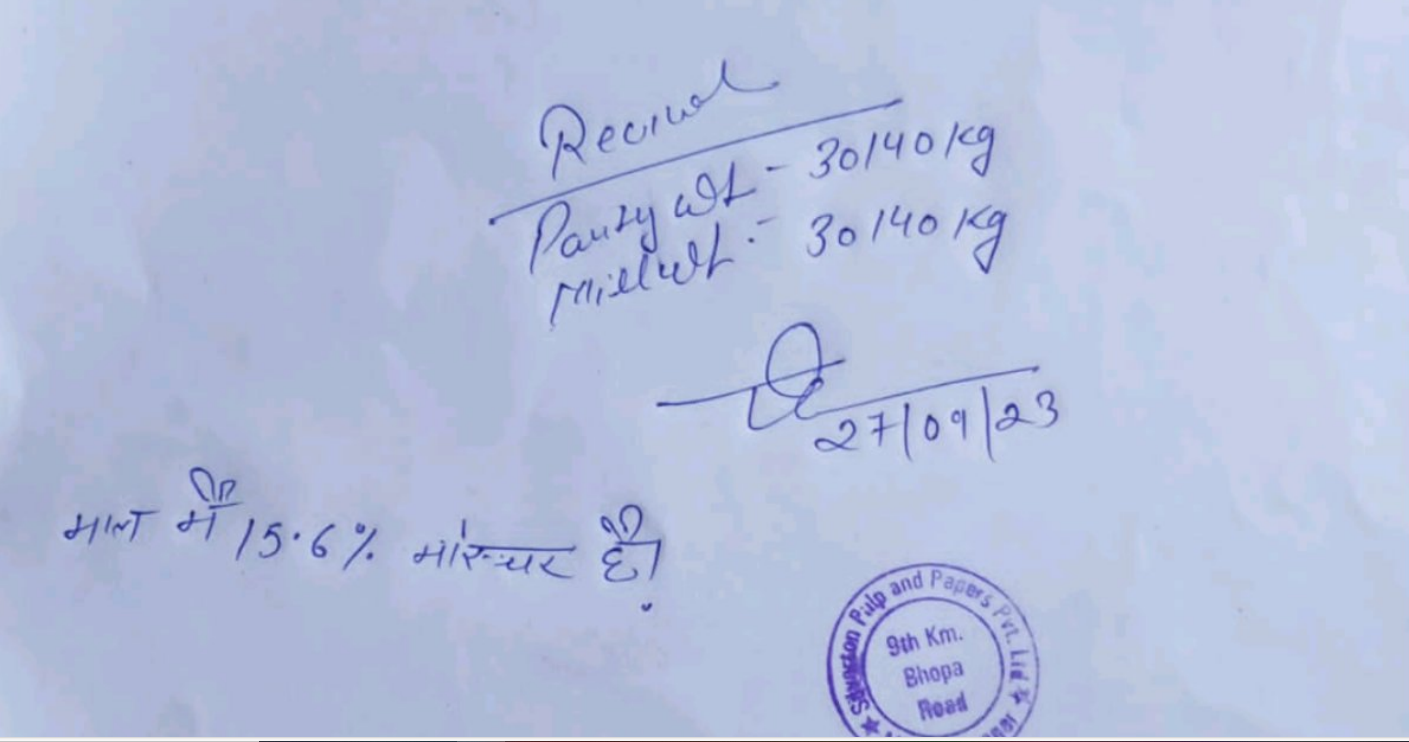 Recived
Party wt - 30140 kg
Mill wt :- 30140 kg
27/09/23
माल में 15.6% मांस्चर है।
Silverton Pulp and Papers Pvt. Ltd
9th Km.
Bhopa
Road